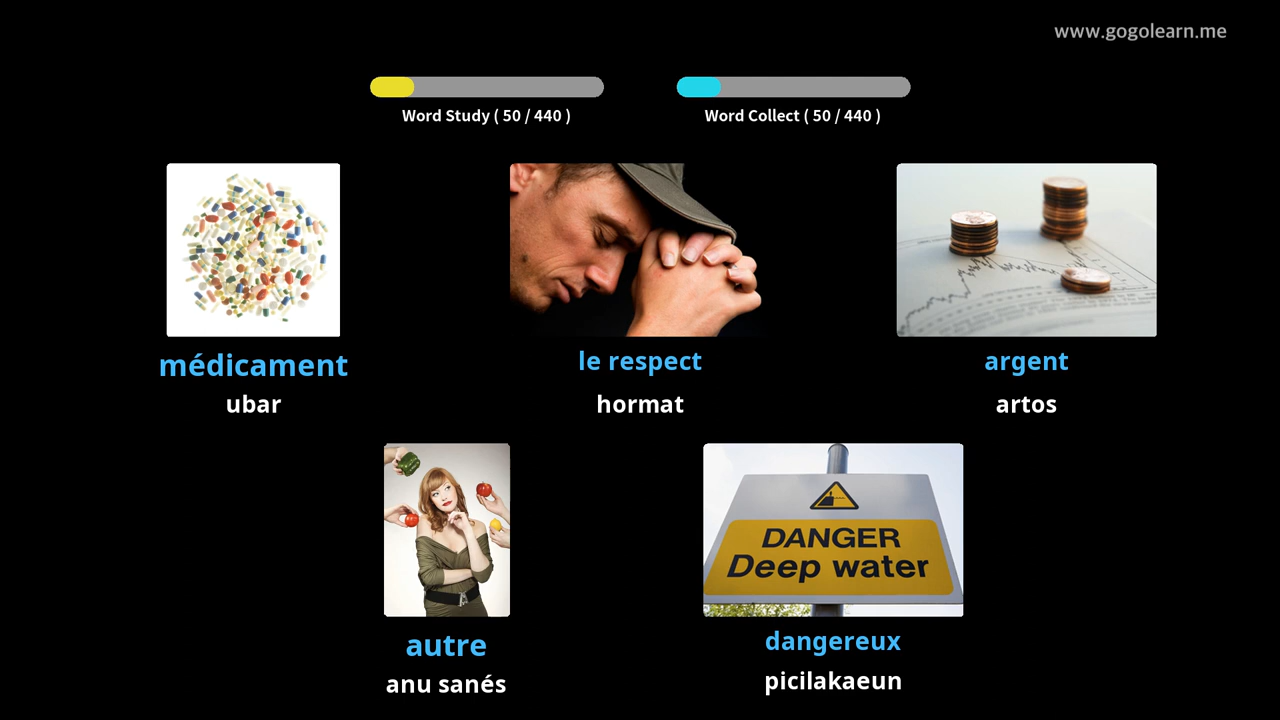 www.gogolearn.me
Word Study ( 50 / 440 )
Word Collect ( 50 / 440 )
médicament
ubar
le respect
hormat
argent
artos
autre
anu sanés
DANGER
Deep water
dangereux
picilakaeun